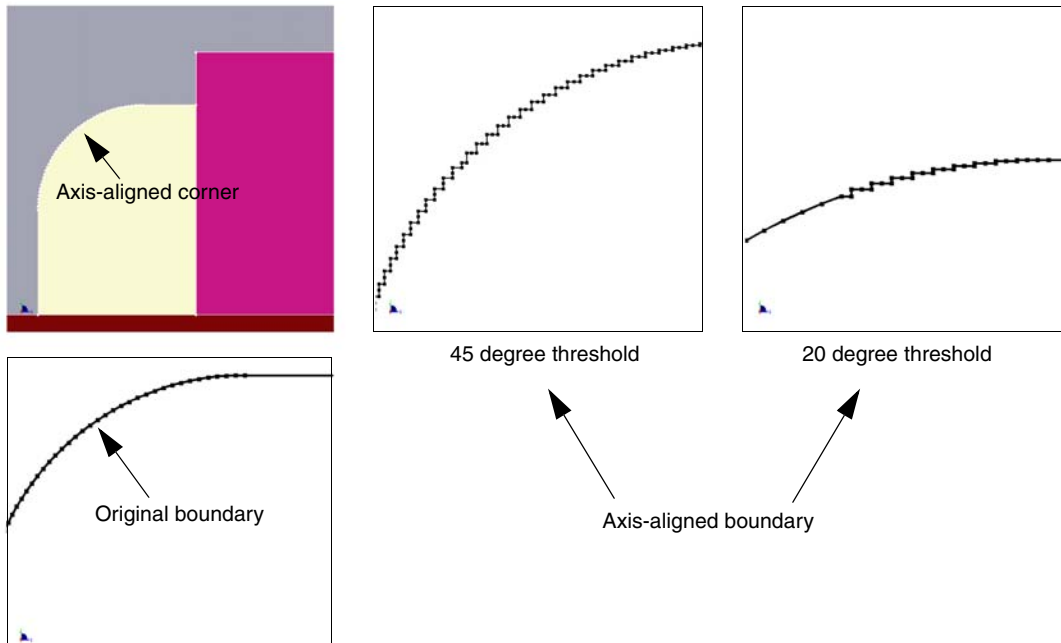 Axis-aligned corner
45 degree threshold
20 degree threshold
Original boundary
Axis-aligned boundary